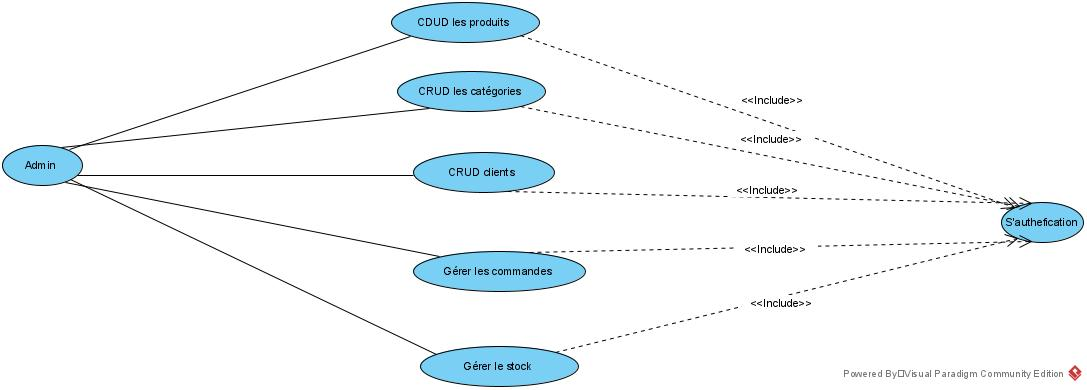 CDUD les produits
<<Include>>
CRUD les catégories
<<Include>>
Admin
CRUD clients
<<Include>>
S'authefication
<<Include>>
Gérer les commandes
<<Include>>
Gérer le stock
Powered By Visual Paradigm Community Edition